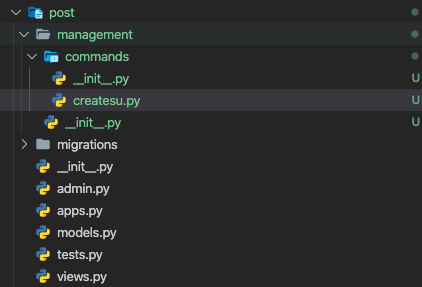 post
management
commands
__init__.py
U
createsu.py
U
__init__.py
U
migrations
__init__.py
admin.py
apps.py
models.py
tests.py
views.py